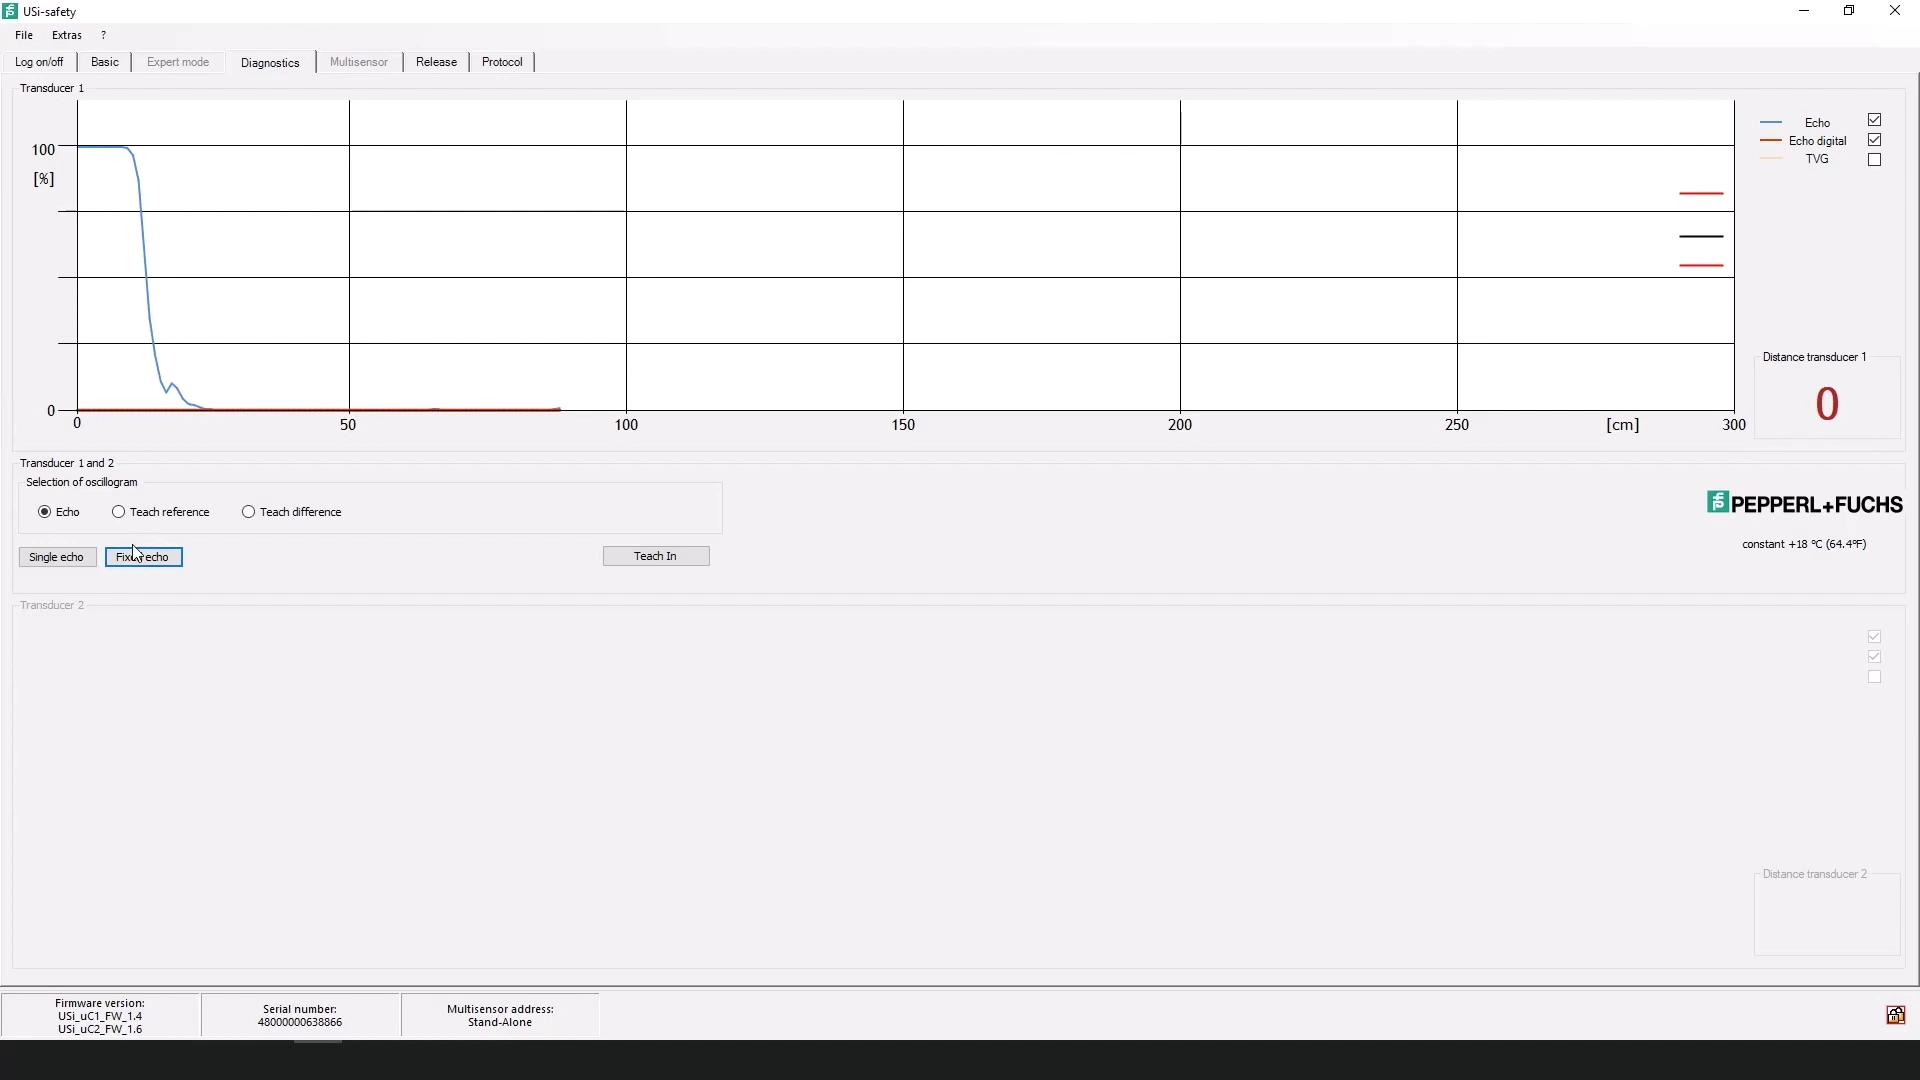 USi-safety
File Extras ?
Log on/off Basic Expert mode Diagnostics Multisensor Release Protocol
Transducer 1
100
[%]
0
0 50 100 150 200 250 [cm] 300
Echo
Echo digital
TVG
Distance transducer 1
0
Transducer 1 and 2
Selection of oscillogram
Echo Teach reference Teach difference
Single echo echo Teach In
PEPPERL+FUCHS
constant +18 °C (64.4°F)
Transducer 2
Distance transducer 2
Firmware version:
USi_uC1_FW_1.4
USi_uC2_FW_1.6
Serial number:
48000000638866
Multisensor address:
Stand-Alone